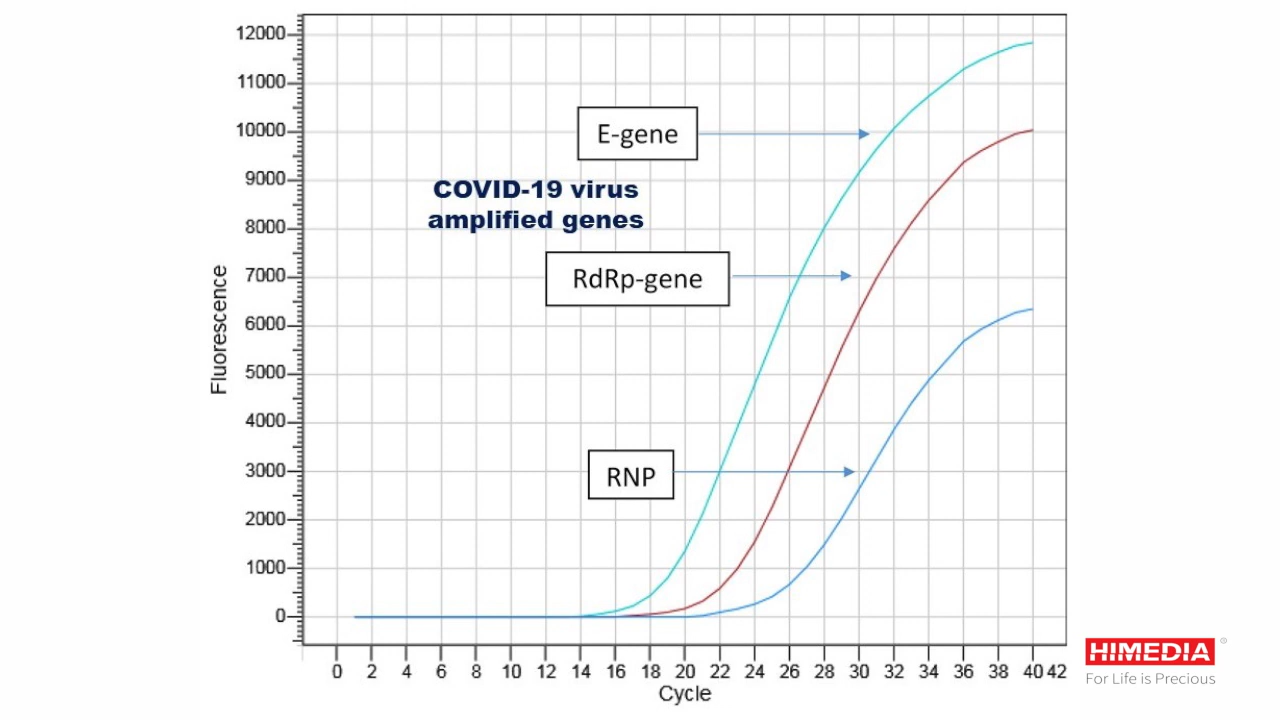 12000
11000
10000
E-gene
9000
COVID-19 virus
amplified genes
8000
7000
RdRp-gene
6000
5000
4000
3000
RNP
2000
1000
0
Fluorescence
0 2 4 6 8 10 12 14 16 18 20 22 24 26 28 30 32 34 36 38 40 42
Cycle
HIMEDIA®
For Life is Precious